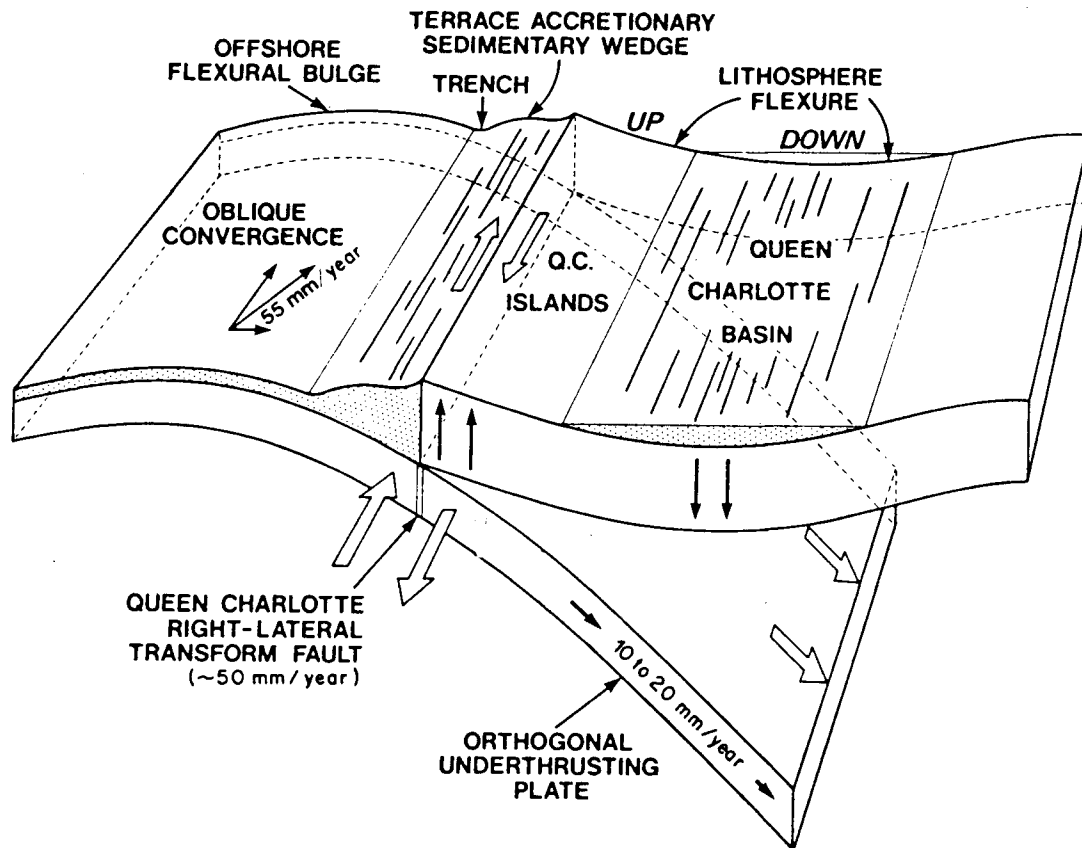 TERRACE ACCRETIONARY
SEDIMENTARY WEDGE
OFFSHORE
FLEXURAL BULGE
TRENCH
LITHOSPHERE
FLEXURE
UP
DOWN
OBLIQUE
CONVERGENCE
55 mm/year
Q.C.
ISLANDS
QUEEN
CHARLOTTE
BASIN
QUEEN CHARLOTTE
RIGHT-LATERAL
TRANSFORM FAULT
(~50 mm/year)
10 to 20 mm/year
ORTHOGONAL
UNDERTHRUSTING
PLATE